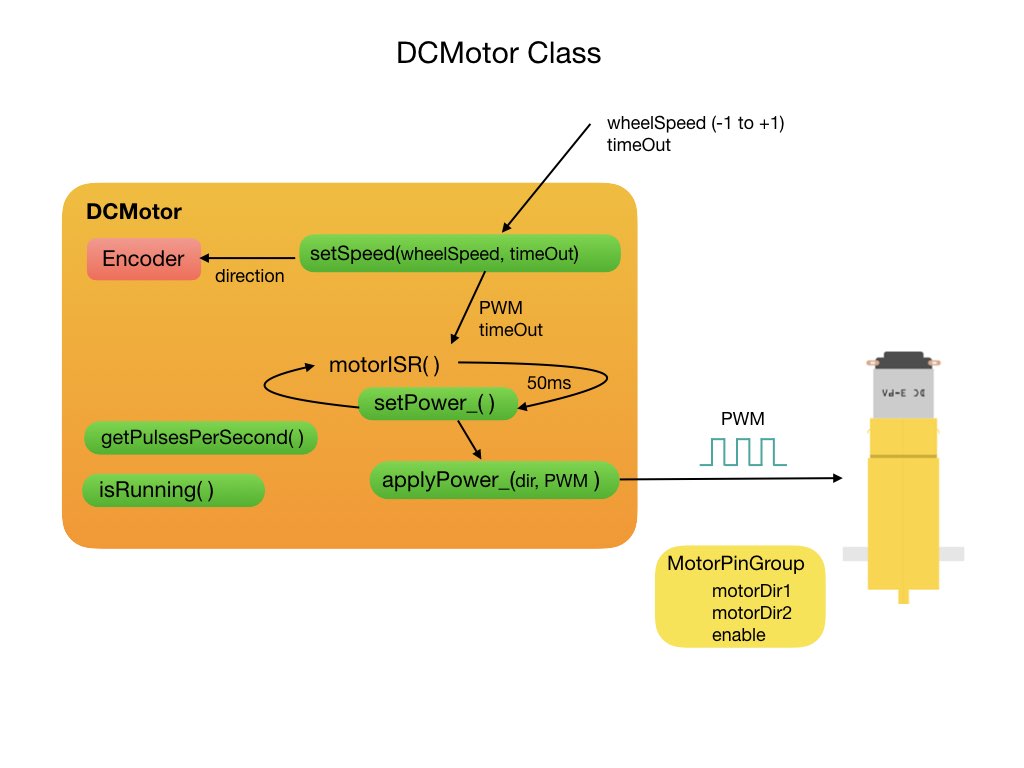 DCMotor Class
wheelSpeed (-1 to +1)
timeOut
DCMotor
Encoder
setSpeed(wheelSpeed, timeOut)
direction
PWM
timeOut
motorISR( )
50ms
setPower_( )
getPulsesPerSecond( )
applyPower_(dir, PWM )
isRunning( )
PWM
DC 3-PA
MotorPinGroup
motorDir1
motorDir2
enable